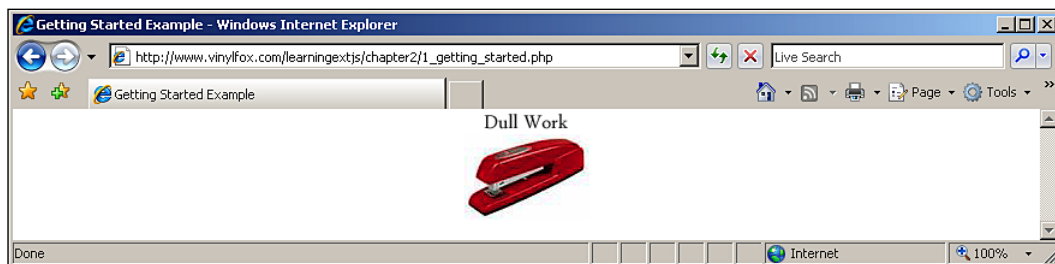 Getting Started Example - Windows Internet Explorer
http://www.vinylfox.com/learningextjs/chapter2/1_getting_started.php
Live Search
Getting Started Example
Page
Tools
Dull Work
Done
Internet
100%